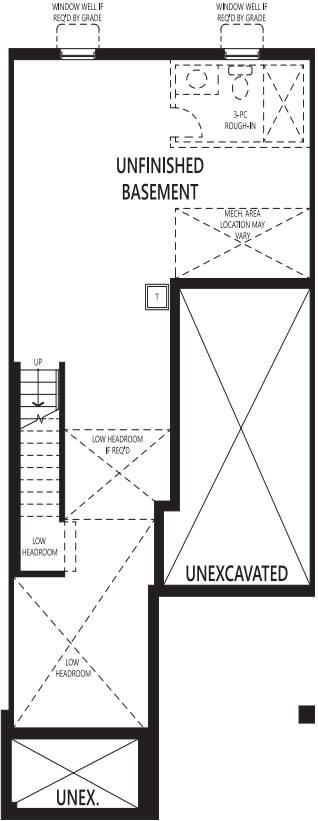 WINDOW WELL IF
REQ'D BY GRADE
WINDOW WELL IF
REQ'D BY GRADE
3-PC
ROUGH-IN
UNFINISHED
BASEMENT
MECH. AREA
LOCATION MAY
VARY
T
UP
LOW HEADROOM
IF REQ'D
LOW
HEADROOM
UNEXCAVATED
LOW
HEADROOM
UNEX.